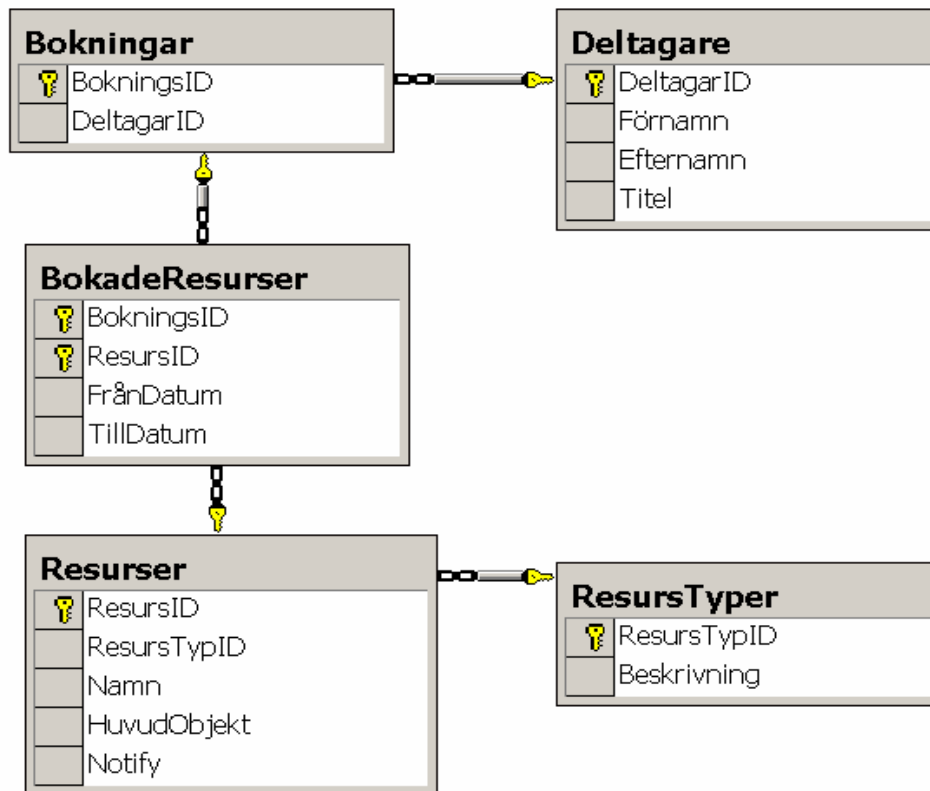 Bokningar
BokningsID
DeltagarID
Deltagare
DeltagarID
Förnamn
Efternamn
Titel
BokadeResurser
BokningsID
ResursID
FrånDatum
TillDatum
Resurser
ResursID
ResursTypID
Namn
HuvudObjekt
Notify
ResursTyper
ResursTypID
Beskrivning